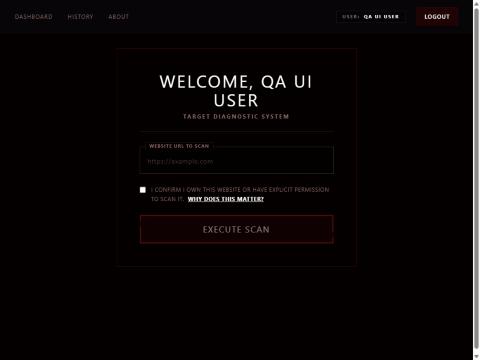 DASHBOARD HISTORY ABOUT USER: QA UI USER LOGOUT
WELCOME, QA UI
USER
TARGET DIAGNOSTIC SYSTEM
WEBSITE URL TO SCAN
https://example.com
I CONFIRM I OWN THIS WEBSITE OR HAVE EXPLICIT PERMISSION
TO SCAN IT. WHY DOES THIS MATTER?
EXECUTE SCAN